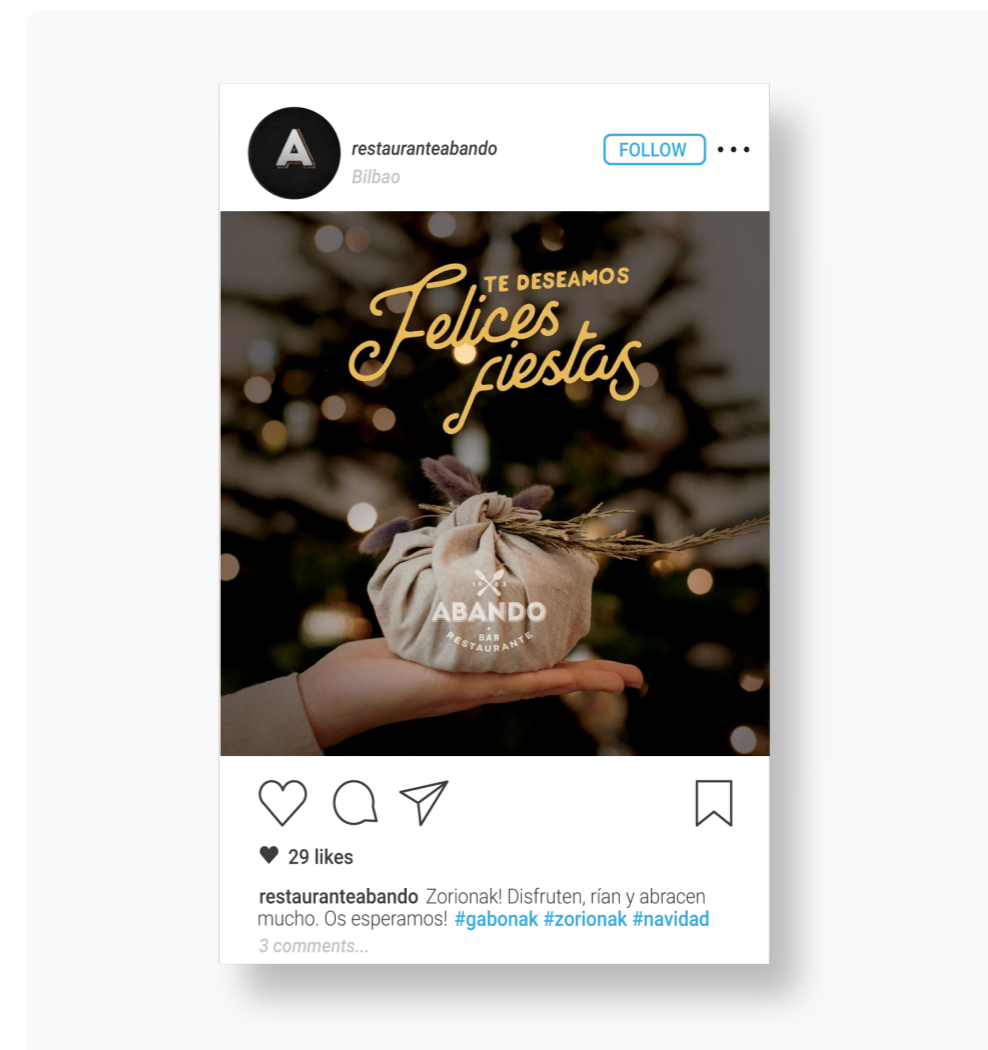 A
restauranteabando
FOLLOW
Bilbao
TE DESEAMOS
Felices
fiestas
1933
ABANDO
BAR
RESTAURANTE
29 likes
restauranteabando Zorionak! Disfruten, rían y abracen
mucho. Os esperamos! #gabonak #zorionak #navidad
3 comments...